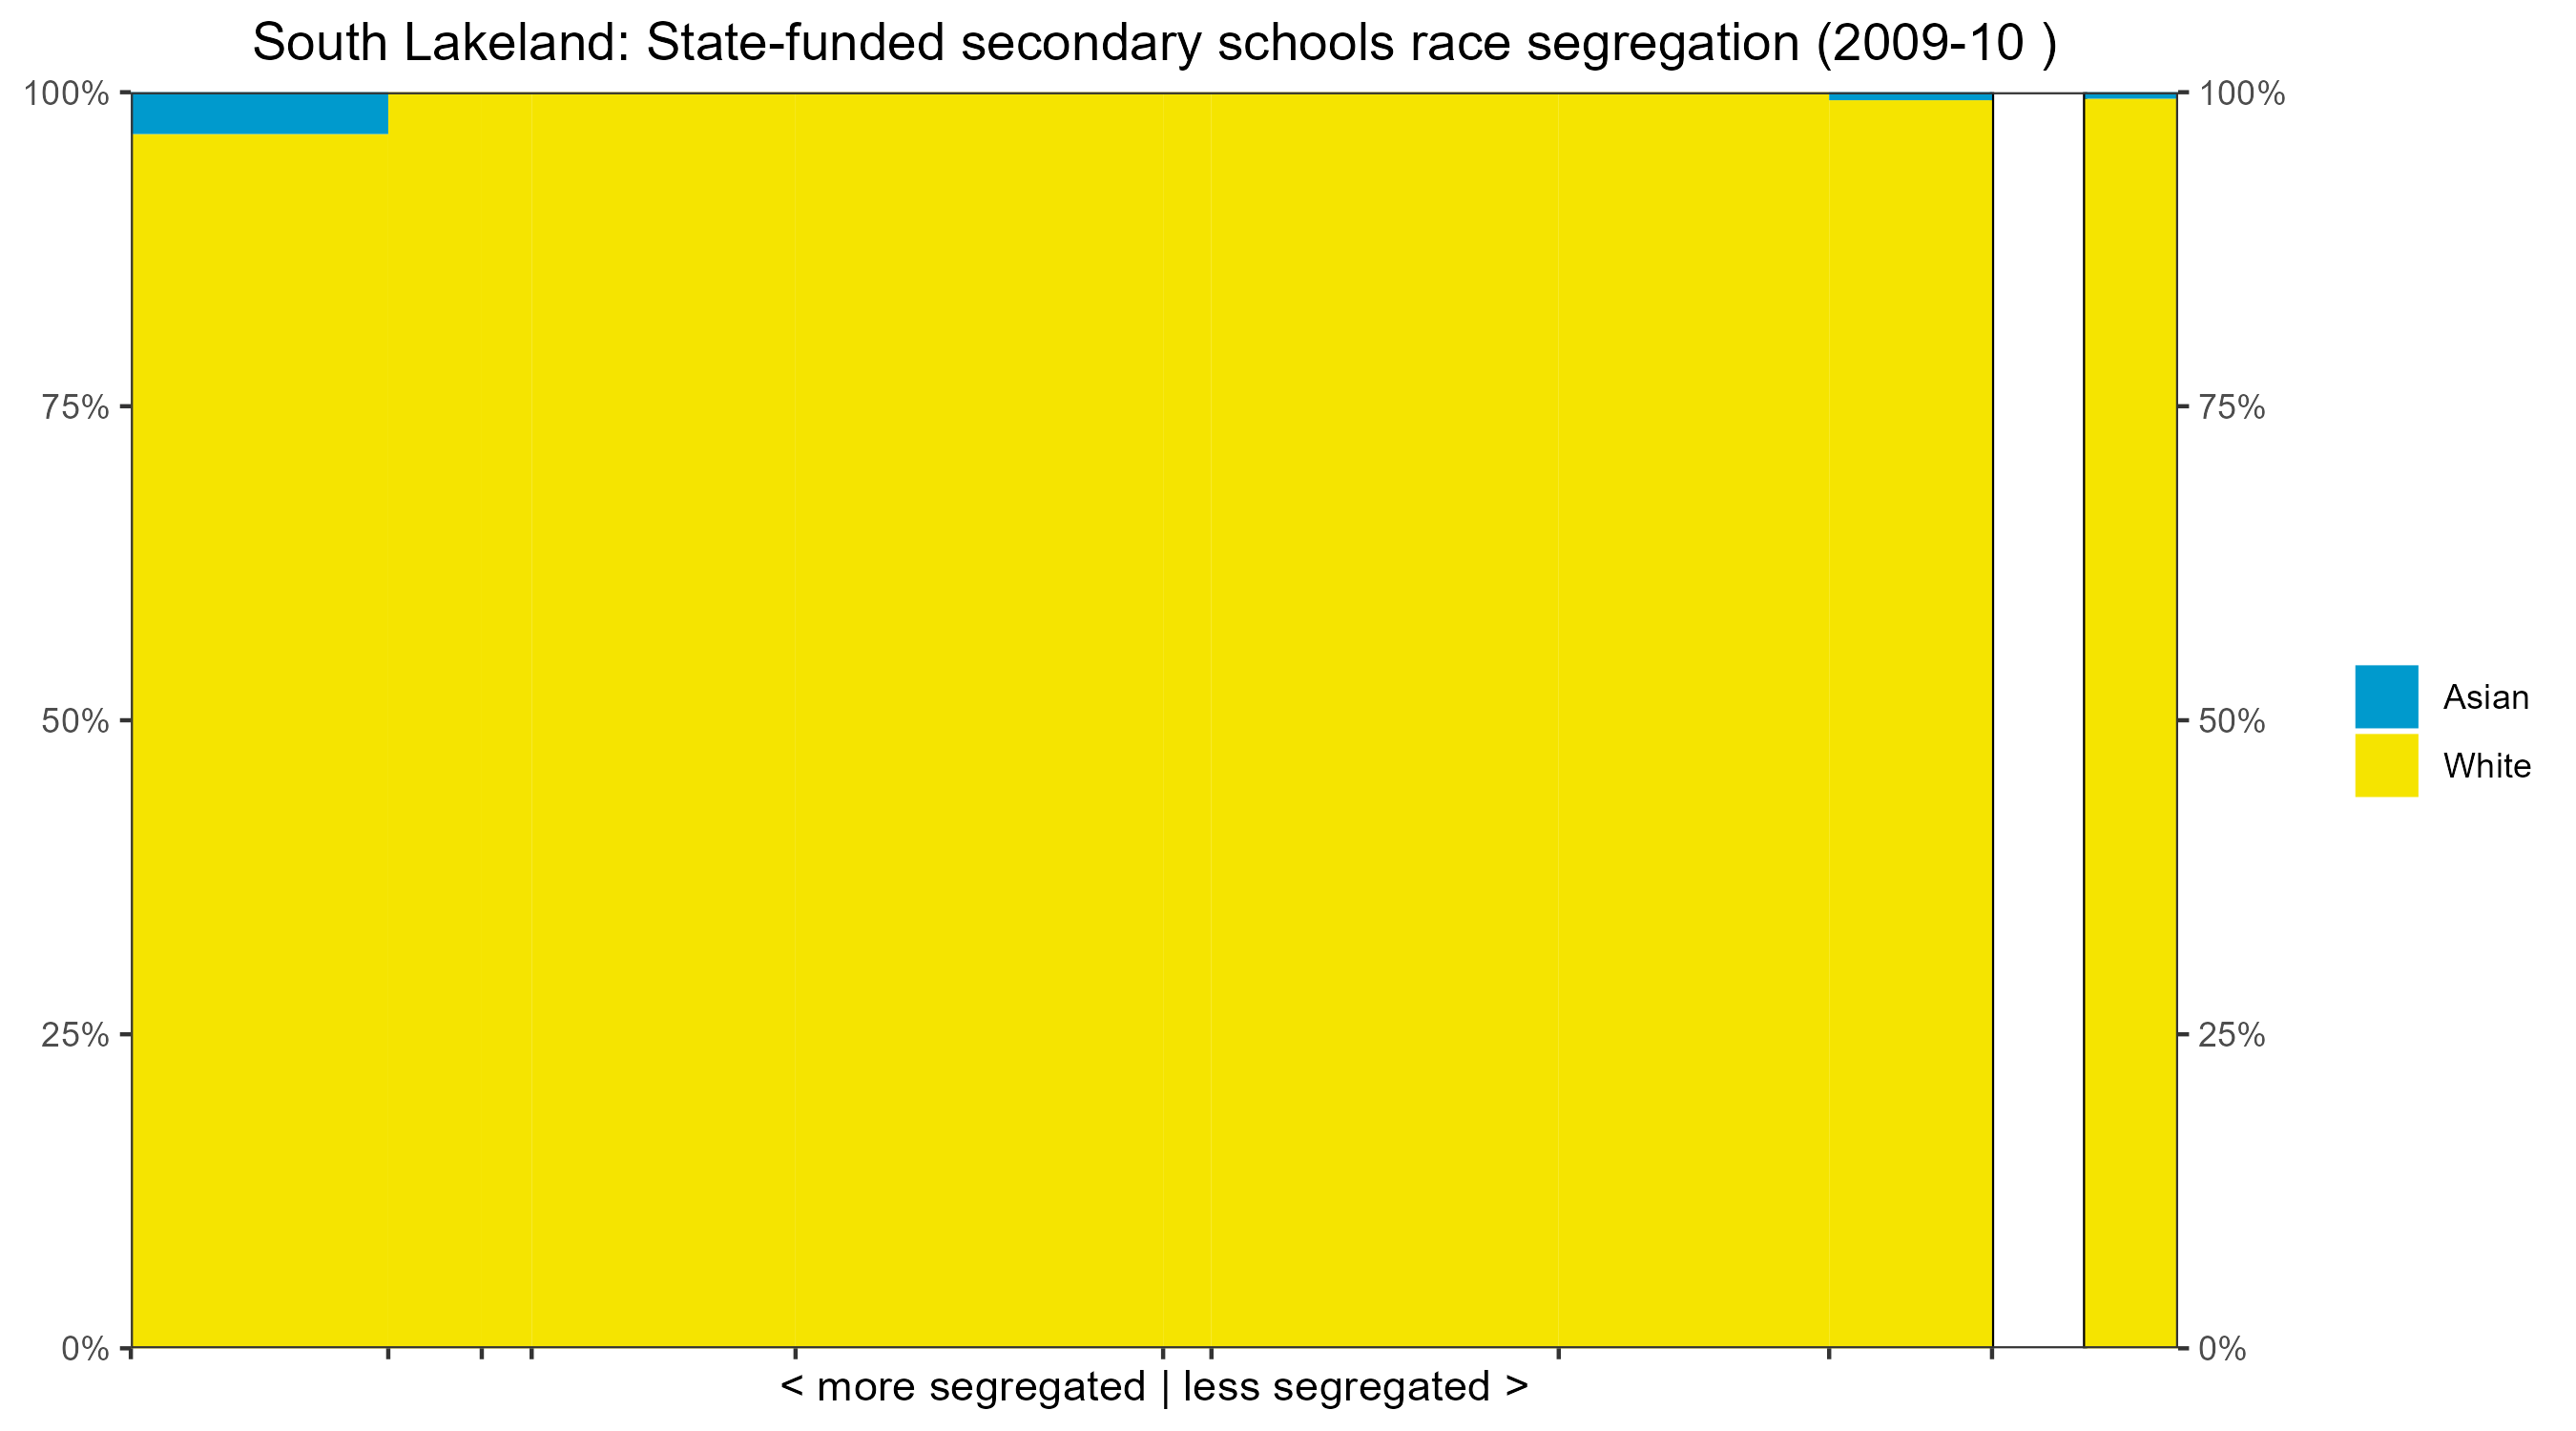 South Lakeland: State-funded secondary schools race segregation (2009-10 )
100%
75%
50%
25%
0%
100%
75%
50%
25%
0%
Asian
White
< more segregated | less segregated >